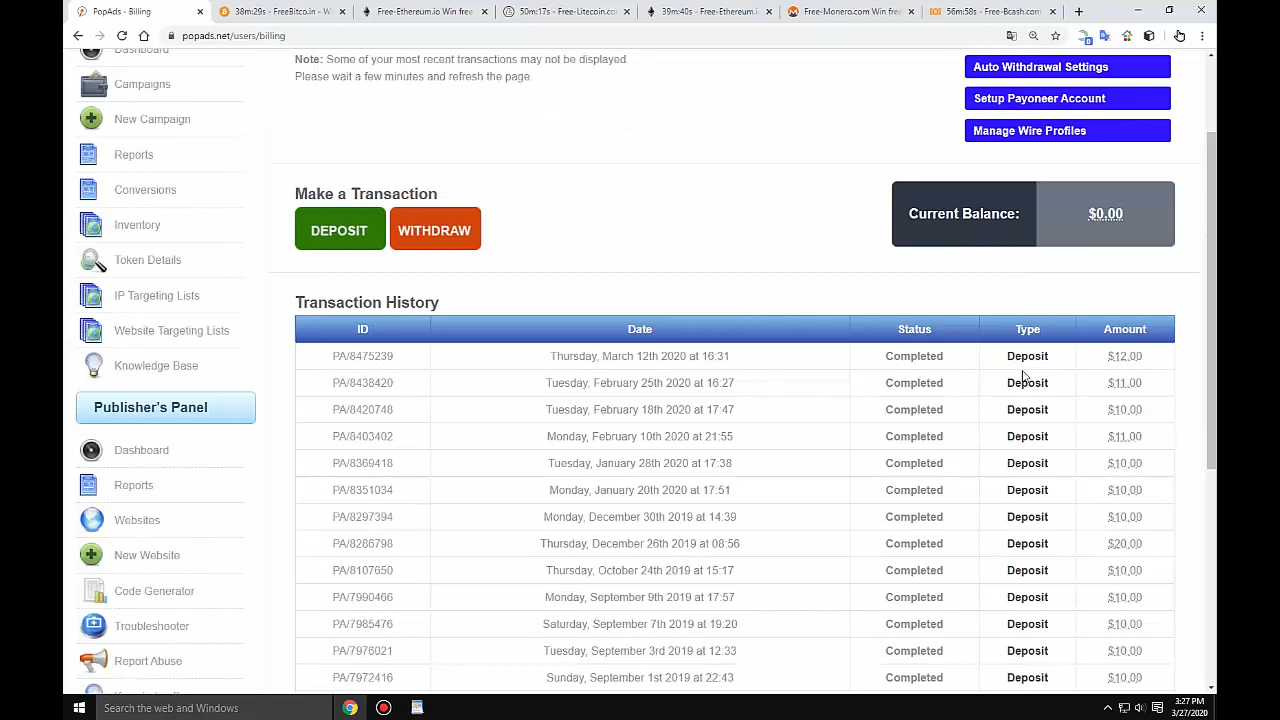 PopAds - Billing
38m:29s - FreeBitco.in - W
Free-Ethereum.io Win free
50m:17s - Free-Litecoin.com
39m:40s - Free-Ethereum.i
Free-Monero.com Win free
56m:58s - Free-Bcash.com
popads.net/users/billing
Dashboard
Campaigns
New Campaign
Reports
Conversions
Inventory
Token Details
IP Targeting Lists
Website Targeting Lists
Knowledge Base
Publisher's Panel
Dashboard
Reports
Websites
New Website
Code Generator
Troubleshooter
Report Abuse
Note: Some of your most recent transactions may not be displayed.
Please wait a few minutes and refresh the page
Auto Withdrawal Settings
Setup Payoneer Account
Manage Wire Profiles
Make a Transaction
DEPOSIT WITHDRAW
Current Balance: $0.00
Transaction History
ID Date Status Type Amount
PA/8475239 Thursday, March 12th 2020 at 16:31 Completed Deposit $12.00
PA/8438420 Tuesday, February 25th 2020 at 16:27 Completed Deposit $11.00
PA/8420748 Tuesday, February 18th 2020 at 17:47 Completed Deposit $10.00
PA/8403402 Monday, February 10th 2020 at 21:55 Completed Deposit $11.00
PA/8369418 Tuesday, January 28th 2020 at 17:38 Completed Deposit $10.00
PA/8351034 Monday, January 20th 2020 at 17:51 Completed Deposit $10.00
PA/8297394 Monday, December 30th 2019 at 14:39 Completed Deposit $10.00
PA/8286798 Thursday, December 26th 2019 at 08:56 Completed Deposit $20.00
PA/8107650 Thursday, October 24th 2019 at 15:17 Completed Deposit $10.00
PA/7990466 Monday, September 9th 2019 at 17:57 Completed Deposit $10.00
PA/7985476 Saturday, September 7th 2019 at 19:20 Completed Deposit $10.00
PA/7976021 Tuesday, September 3rd 2019 at 12:33 Completed Deposit $10.00
PA/7972416 Sunday, September 1st 2019 at 22:43 Completed Deposit $10.00
Search the web and Windows
3:27 PM
3/27/2020